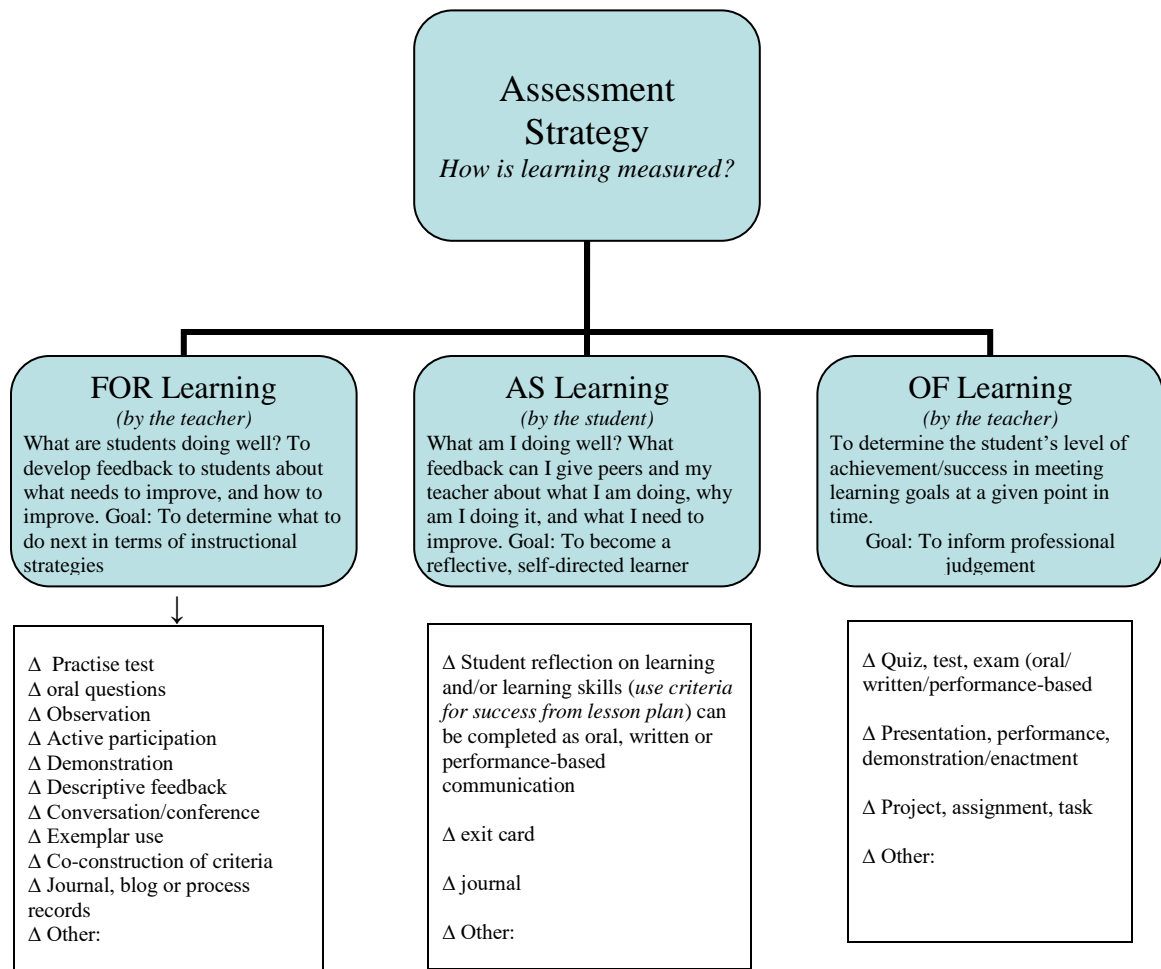 Assessment
Strategy
How is learning measured?
FOR Learning
(by the teacher)
What are students doing well? To
develop feedback to students about
what needs to improve, and how to
improve. Goal: To determine what to
do next in terms of instructional
strategies
AS Learning
(by the student)
What am I doing well? What
feedback can I give peers and my
teacher about what I am doing, why
am I doing it, and what I need to
improve. Goal: To become a
reflective, self-directed learner
OF Learning
(by the teacher)
To determine the student’s level of
achievement/success in meeting
learning goals at a given point in
time.
Goal: To inform professional
judgement
↓
Δ Practise test
Δ oral questions
Δ Observation
Δ Active participation
Δ Demonstration
Δ Descriptive feedback
Δ Conversation/conference
Δ Exemplar use
Δ Co-construction of criteria
Δ Journal, blog or process
records
Δ Other:
Δ Student reflection on learning
and/or learning skills (use criteria
for success from lesson plan) can
be completed as oral, written or
performance-based
communication
Δ exit card
Δ journal
Δ Other:
Δ Quiz, test, exam (oral/
written/performance-based
Δ Presentation, performance,
demonstration/enactment
Δ Project, assignment, task
Δ Other: